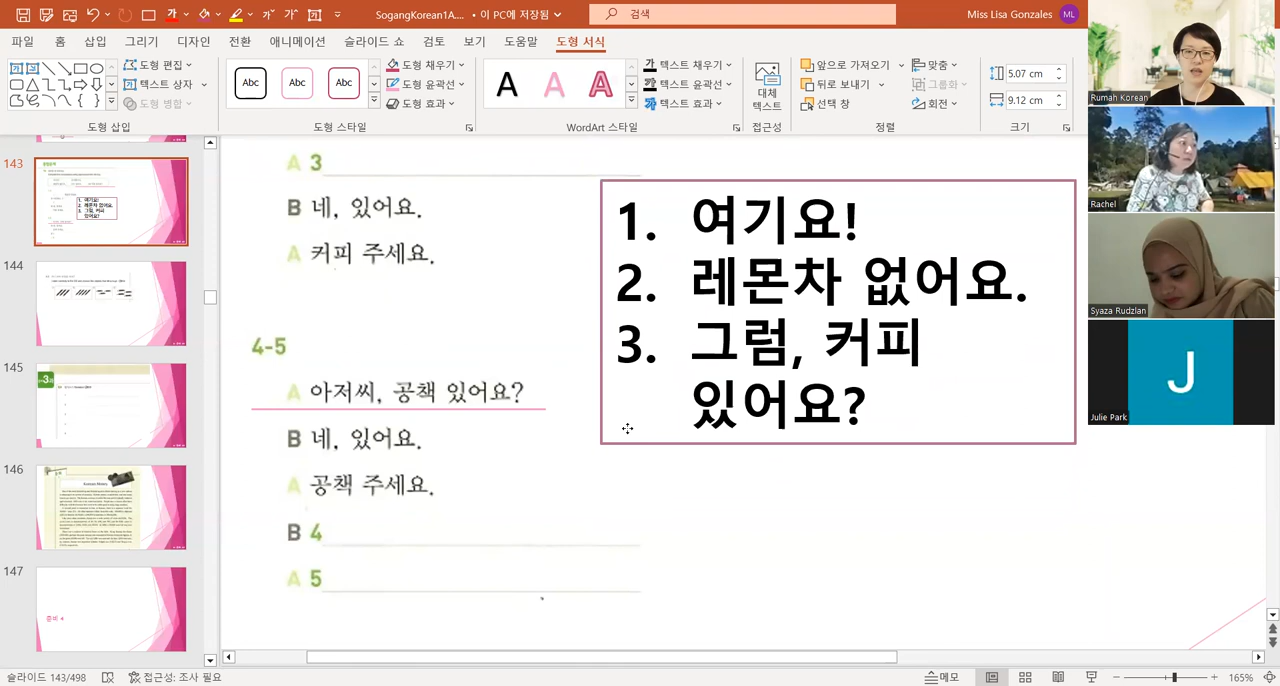 SogangKorean1A.... • 이 PC에 저장됨
검색
Miss Lisa Gonzales
ML
파일 홈 삽입 그리기 디자인 전환 애니메이션 슬라이드 쇼 검토 보기 도움말 도형 서식
도형 편집
텍스트 상자
도형 병합
도형 삽입
Abc Abc Abc
도형 채우기
도형 윤곽선
도형 효과
도형 스타일
A A A
텍스트 채우기
텍스트 윤곽선
텍스트 효과
WordArt 스타일
대체
텍스트
접근성
앞으로 가져오기
뒤로 보내기
선택 창
맞춤
그룹화
회전
정렬
5.07 cm
9.12 cm
크기
143
144
145
146
147
준비 4
A 3
B 네, 있어요.
A 커피 주세요.
4-5
A 아저씨, 공책 있어요?
B 네, 있어요.
A 공책 주세요.
B 4
A 5
1. 여기요!
2. 레몬차 없어요.
3. 그럼, 커피
있어요?
Rumah Korean
Rachel
Syaza Rudzlan
J
Julie Park
슬라이드 143/498
접근성: 조사 필요
메모
165%